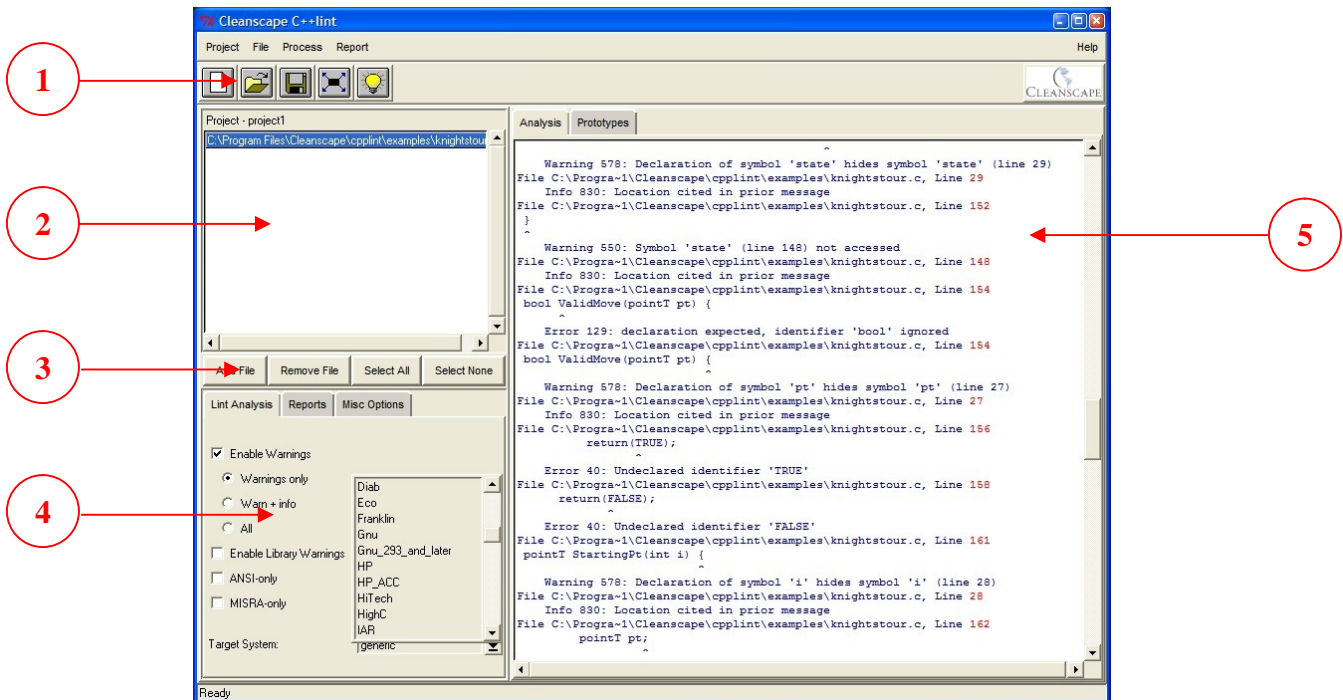 Cleanscape C++lint
Project File Process Report Help
CLEANSCAPE
1
2
3
4
5
Project - project1
C:\Program Files\Cleanscape\cpplint\examples\knightstour
Add File Remove File Select All Select None
Lint Analysis Reports Misc Options
Enable Warnings
Warnings only
Warn + info
All
Enable Library Warnings
ANSI-only
MISRA-only
Target System: generic
Diab
Eco
Franklin
Gnu
Gnu_293_and_later
HP
HP_ACC
HiTech
HighC
IAR
Analysis Prototypes
^
Warning 578: Declaration of symbol 'state' hides symbol 'state' (line 29)
File C:\Progra~1\Cleanscape\cpplint\examples\knightstour.c, Line 29
Info 830: Location cited in prior message
File C:\Progra~1\Cleanscape\cpplint\examples\knightstour.c, Line 152
}
^
Warning 550: Symbol 'state' (line 148) not accessed
File C:\Progra~1\Cleanscape\cpplint\examples\knightstour.c, Line 148
Info 830: Location cited in prior message
File C:\Progra~1\Cleanscape\cpplint\examples\knightstour.c, Line 154
bool ValidMove(pointT pt) {
^
Error 129: declaration expected, identifier 'bool' ignored
File C:\Progra~1\Cleanscape\cpplint\examples\knightstour.c, Line 154
bool ValidMove(pointT pt) {
^
Warning 578: Declaration of symbol 'pt' hides symbol 'pt' (line 27)
File C:\Progra~1\Cleanscape\cpplint\examples\knightstour.c, Line 27
Info 830: Location cited in prior message
File C:\Progra~1\Cleanscape\cpplint\examples\knightstour.c, Line 156
return(TRUE);
^
Error 40: Undeclared identifier 'TRUE'
File C:\Progra~1\Cleanscape\cpplint\examples\knightstour.c, Line 158
return(FALSE);
^
Error 40: Undeclared identifier 'FALSE'
File C:\Progra~1\Cleanscape\cpplint\examples\knightstour.c, Line 161
pointT StartingPt(int i) {
^
Warning 578: Declaration of symbol 'i' hides symbol 'i' (line 28)
File C:\Progra~1\Cleanscape\cpplint\examples\knightstour.c, Line 28
Info 830: Location cited in prior message
File C:\Progra~1\Cleanscape\cpplint\examples\knightstour.c, Line 162
pointT pt;
^
Ready